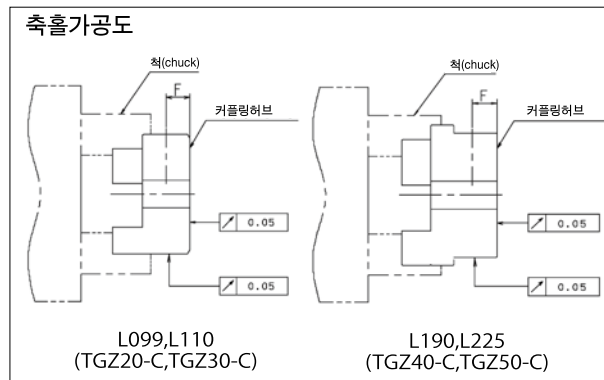 축홀가공도
척(chuck)
F
커플링허브
0.05
0.05
L099,L110
(TGZ20-C,TGZ30-C)
척(chuck)
F
커플링허브
0.05
0.05
L190,L225
(TGZ40-C,TGZ50-C)